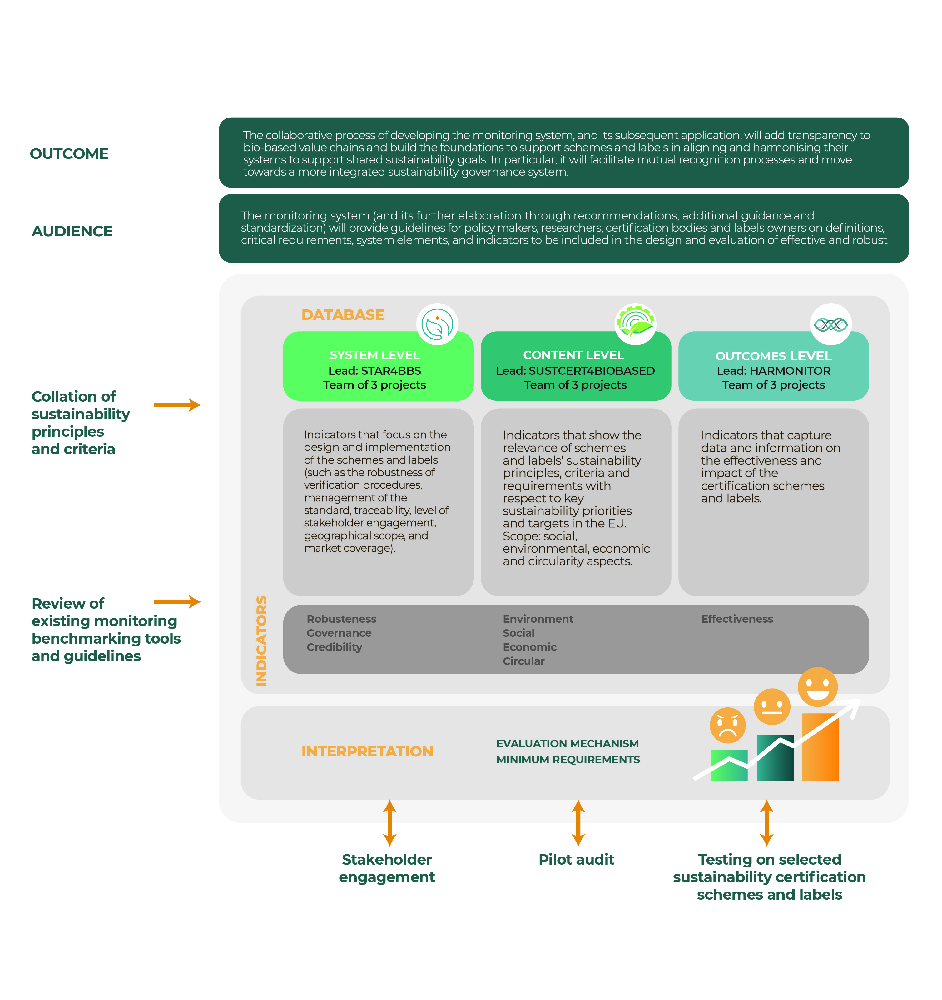 OUTCOME
The collaborative process of developing the monitoring system, and its subsequent application, will add transparency to
bio-based value chains and build the foundations to support schemes and labels in aligning and harmonising their
systems to support shared sustainability goals. In particular, it will facilitate mutual recognition processes and move
towards a more integrated sustainability governance system.
AUDIENCE
The monitoring system (and its further elaboration through recommendations, additional guidance and
standardization) will provide guidelines for policy makers, researchers, certification bodies and labels owners on definitions,
critical requirements, system elements, and indicators to be included in the design and evaluation of effective and robust
Collation of
sustainability
principles
and criteria
Review of
existing monitoring
benchmarking tools
and guidelines
DATABASE
SYSTEM LEVEL
Lead: STAR4BBS
Team of 3 projects
CONTENT LEVEL
Lead: SUSTCERT4BIOBASED
Team of 3 projects
OUTCOMES LEVEL
Lead: HARMONITOR
Team of 3 projects
Indicators that focus on the
design and implementation
of the schemes and labels
(such as the robustness of
verification procedures,
management of the
standard, traceability, level of
stakeholder engagement,
geographical scope, and
market coverage).
Indicators that show the
relevance of schemes
and labels’ sustainability
principles, criteria and
requirements with
respect to key
sustainability priorities
and targets in the EU.
Scope: social,
environmental, economic
and circularity aspects.
Indicators that capture
data and information on
the effectiveness and
impact of the
certification schemes
and labels.
INDICATORS
Robusteness
Governance
Credibility
Environment
Social
Economic
Circular
Effectiveness
INTERPRETATION
EVALUATION MECHANISM
MINIMUM REQUIREMENTS
Stakeholder
engagement
Pilot audit
Testing on selected
sustainability certification
schemes and labels